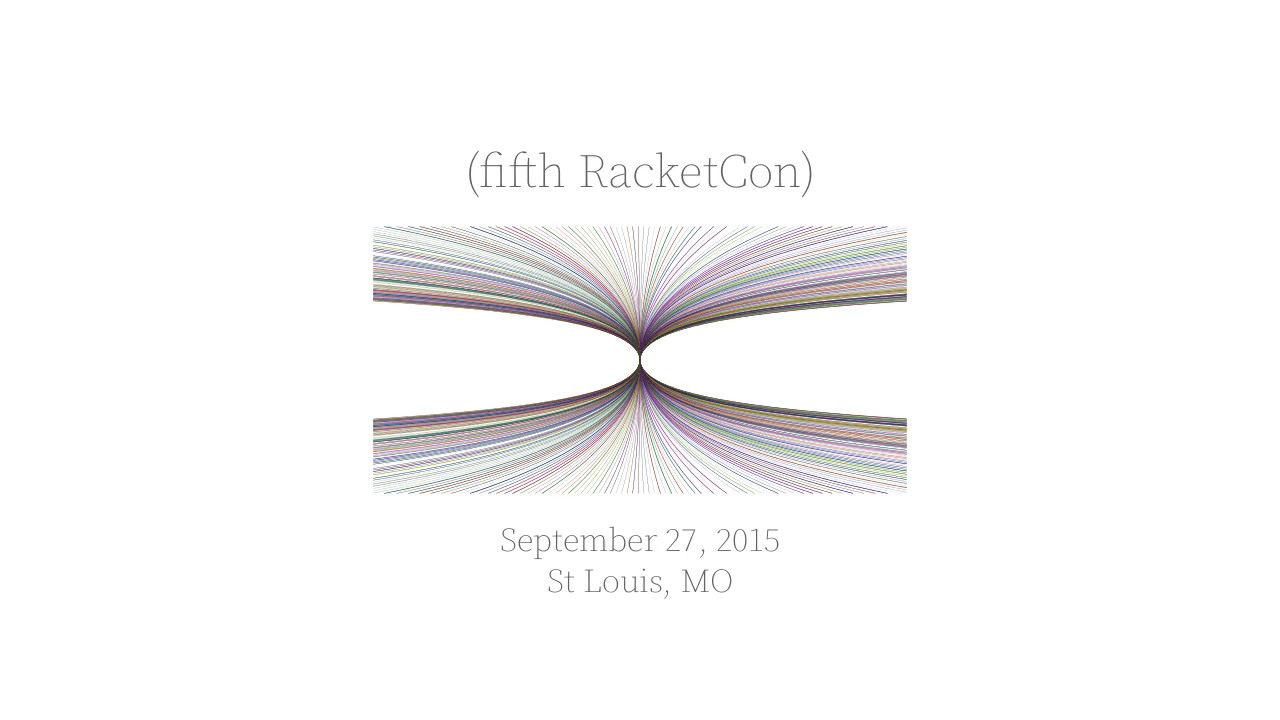 (fifth RacketCon)
September 27, 2015
St Louis, MO